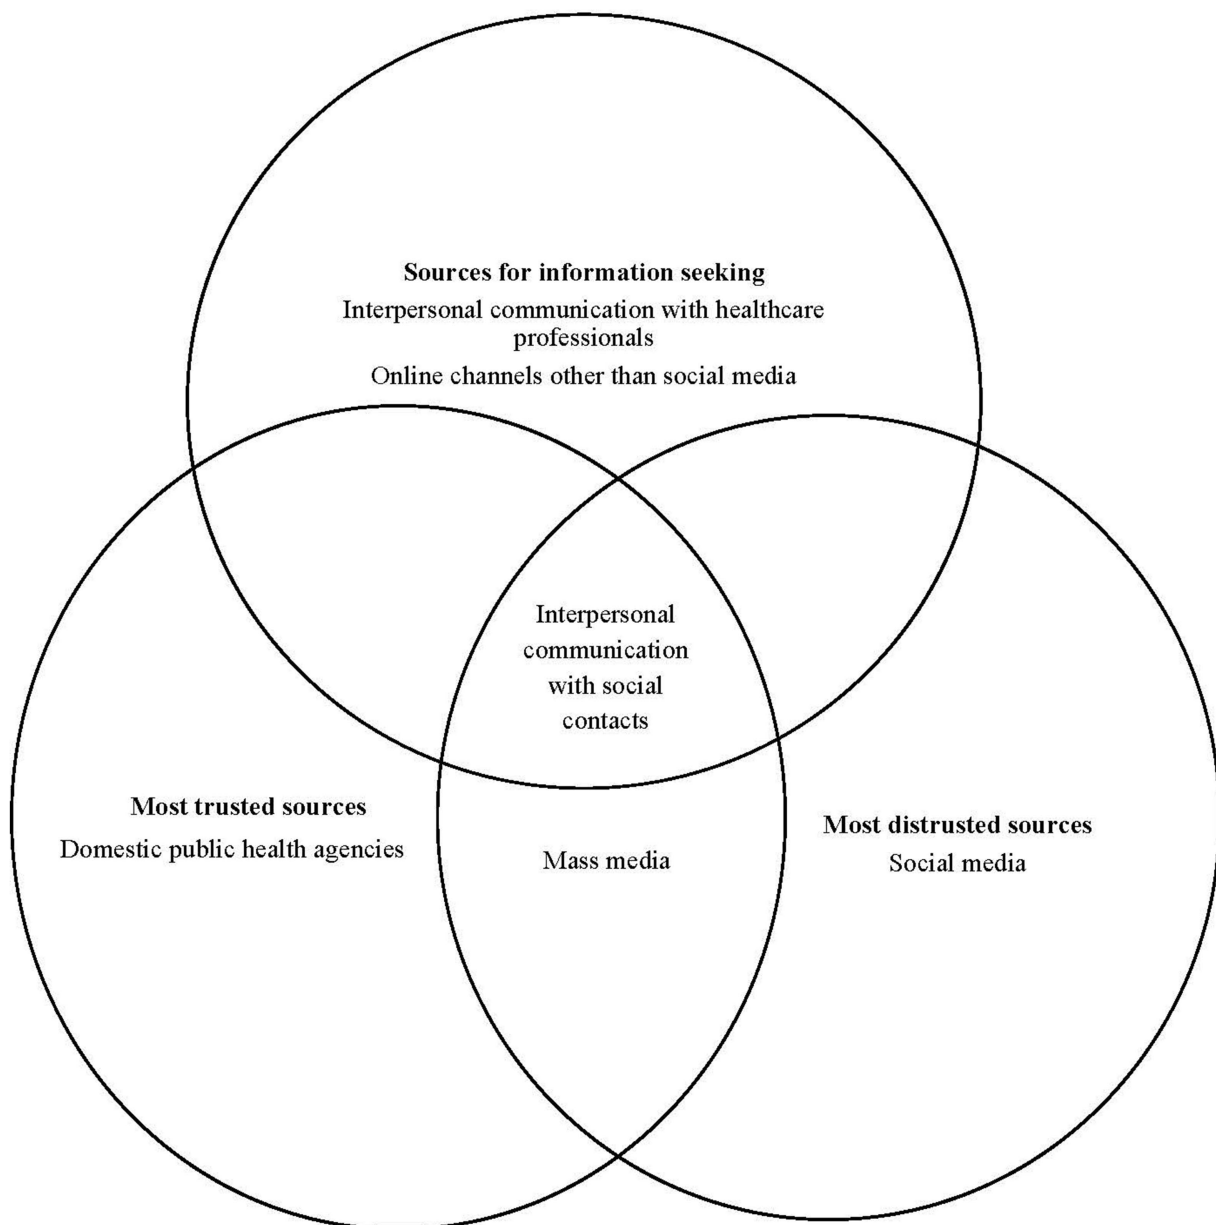 Sources for information seeking
Interpersonal communication with healthcare
professionals
Online channels other than social media
Interpersonal
communication
with social
contacts
Most trusted sources
Domestic public health agencies
Mass media
Most distrusted sources
Social media